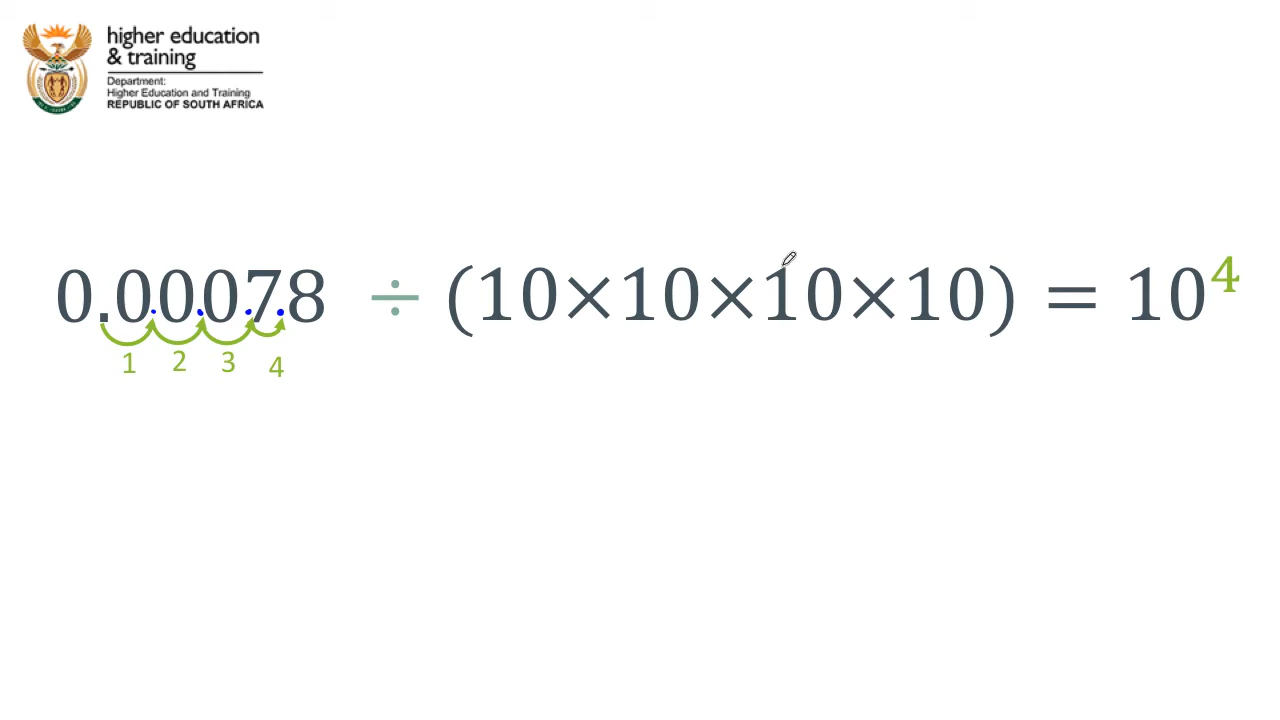 higher education
& training
Department:
Higher Education and Training
REPUBLIC OF SOUTH AFRICA
0.00078 ÷ (10×10×10×10) = 10⁴
1 2 3 4